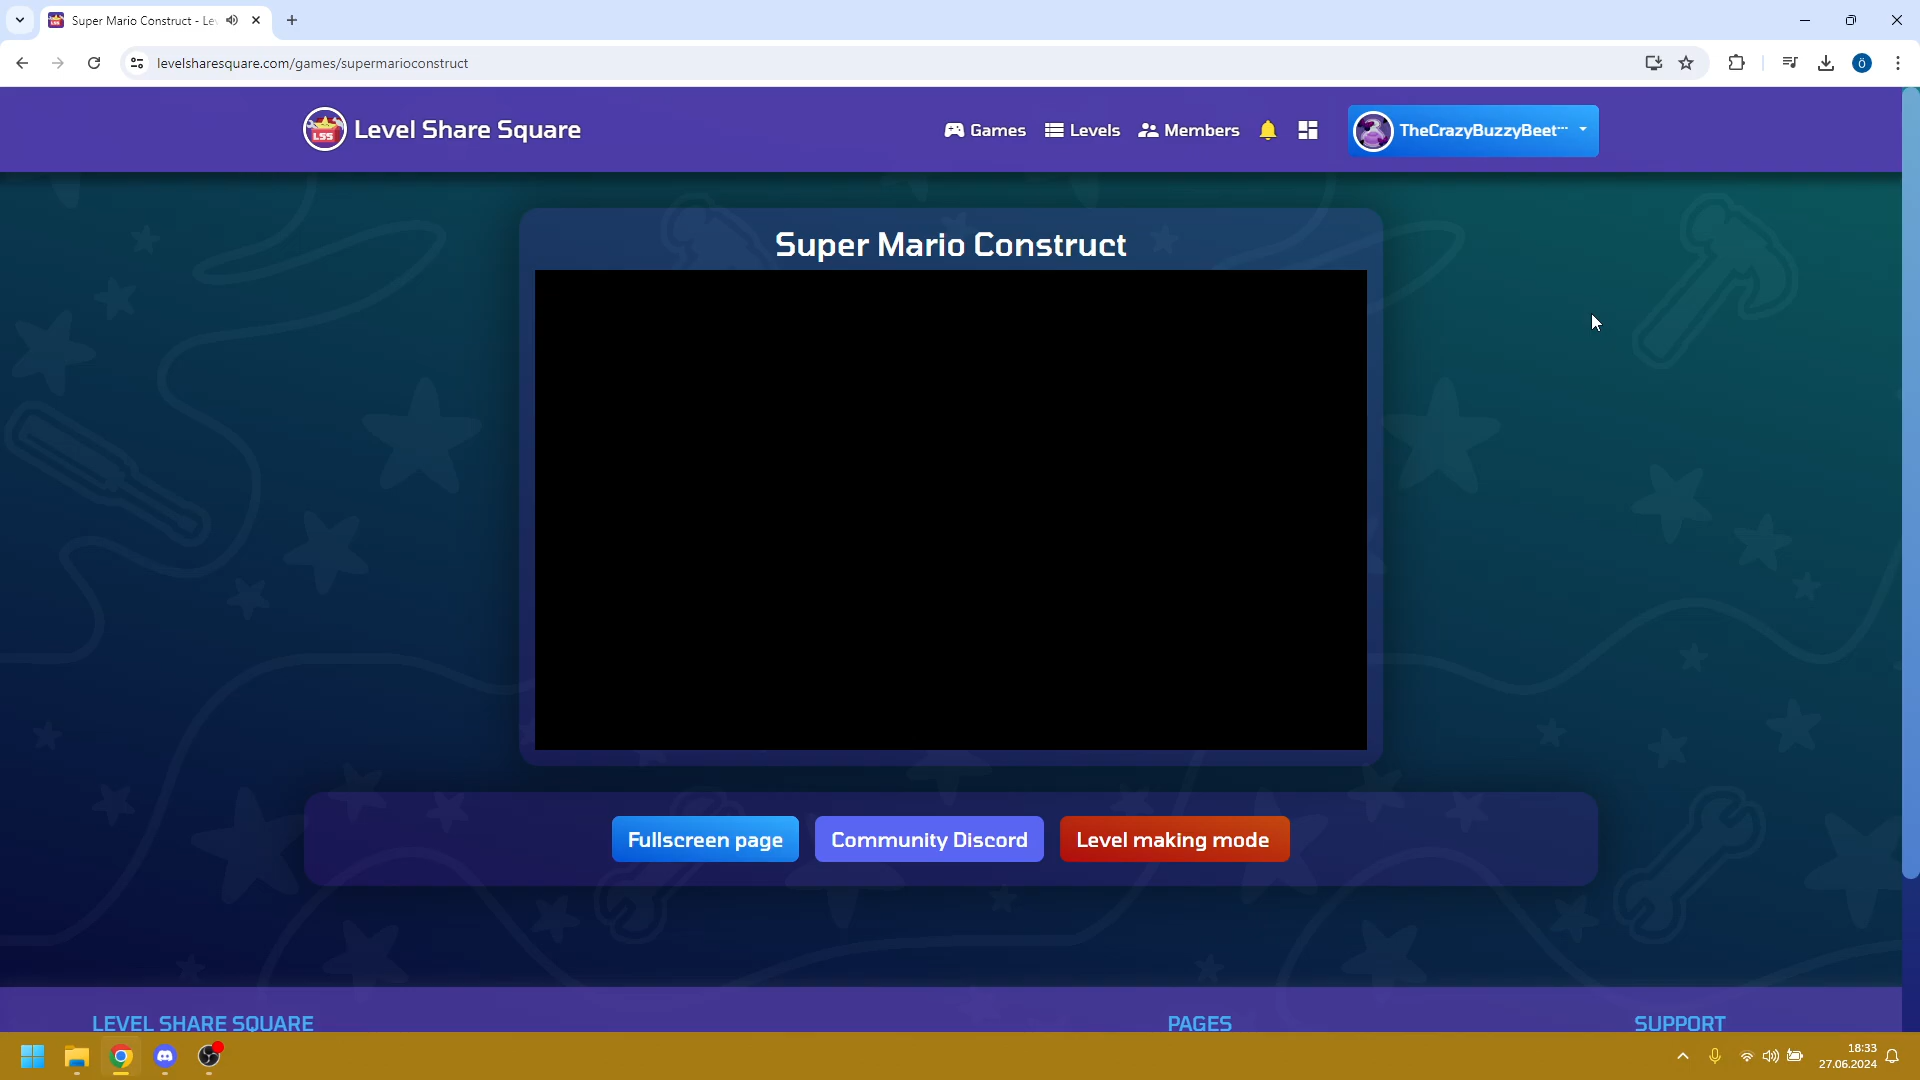 Super Mario Construct - Le
levelsharesquare.com/games/supermarioconstruct
ö
LSS
Level Share Square
Games
Levels
Members
TheCrazyBuzzyBeet...
Super Mario Construct
Fullscreen page
Community Discord
Level making mode
LEVEL SHARE SQUARE
PAGES
SUPPORT
18:33
27.06.2024